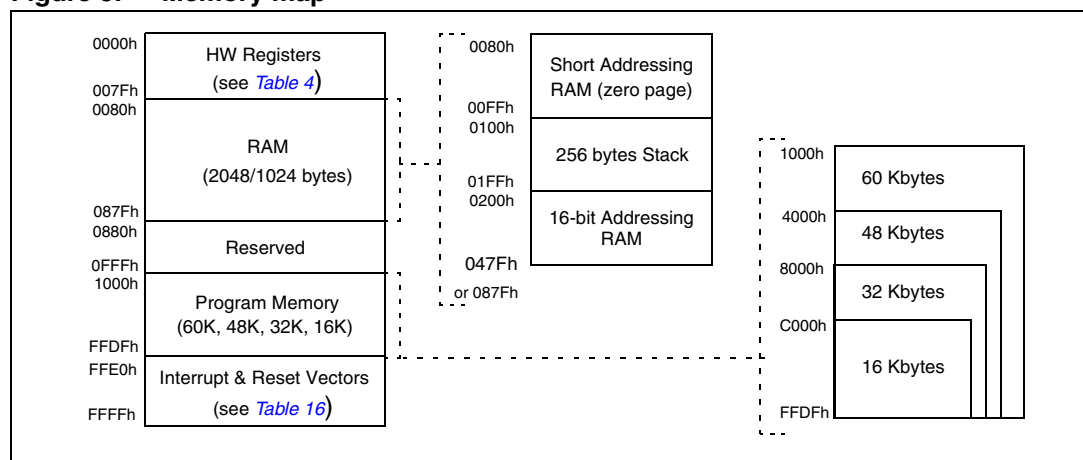 Figure 5. Memory map
0000h
HW Registers
(see Table 4)
007Fh
0080h
RAM
(2048/1024 bytes)
087Fh
0880h
Reserved
0FFFh
1000h
Program Memory
(60K, 48K, 32K, 16K)
FFDFh
FFE0h
Interrupt & Reset Vectors
(see Table 16)
FFFFh
0080h
Short Addressing
RAM (zero page)
00FFh
0100h
256 bytes Stack
01FFh
0200h
16-bit Addressing
RAM
047Fh
or 087Fh
1000h
60 Kbytes
4000h
48 Kbytes
8000h
32 Kbytes
C000h
16 Kbytes
FFDFh